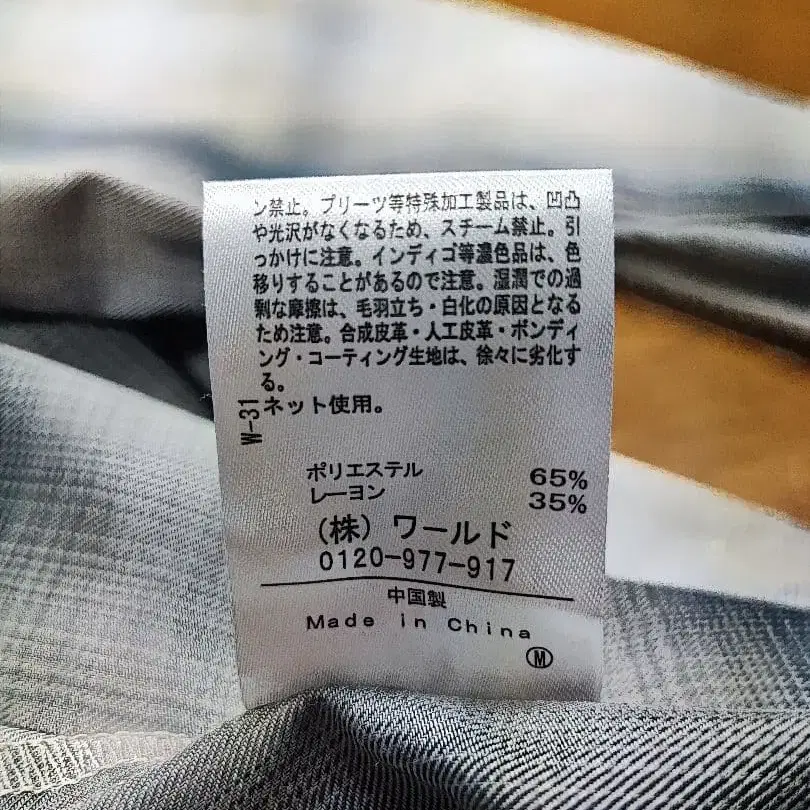 ン禁止。プリーツ等特殊加工製品は、凹凸
や光沢がなくなるため、スチーム禁止。引
っかけに注意。インディゴ等濃色品は、色
移りすることがあるので注意。湿潤での過
剰な摩擦は、毛羽立ち・白化の原因となる
ため注意。合成皮革・人工皮革・ボンディ
ング・コーティング生地は、徐々に劣化す
る。
ネット使用。
W-31
ポリエステル 65%
レーヨン 35%
(株) ワールド
0120-977-917
中国製
Made in China
M